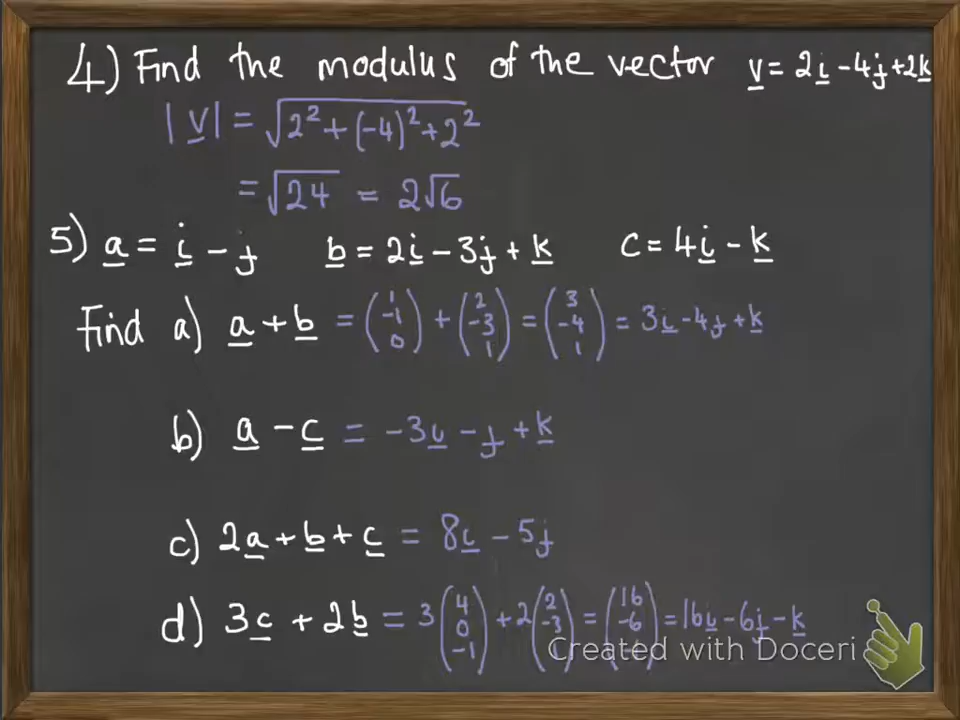 4) Find the modulus of the vector v = 2i - 4j + 2k
|v| = √(2² + (-4)² + 2²)
= √24 = 2√6
5) a = i - j b = 2i - 3j + k c = 4i - k
Find a) a + b = (1 -1 0) + (2 -3 1) = (3 -4 1) = 3i - 4j + k
b) a - c = -3i - j + k
c) 2a + b + c = 8i - 5j
d) 3c + 2b = 3(4 0 -1) + 2(2 -3 1) = (16 -6 ) = 16i - 6j - k
Created with Doceri